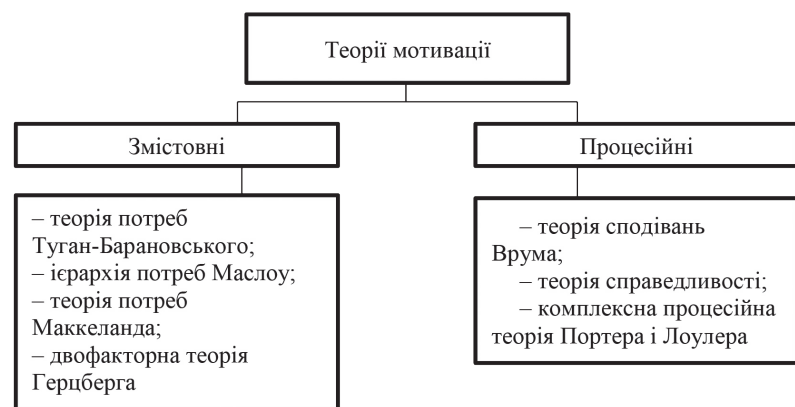 Теорії мотивації
Змістовні
Процесійні
– теорія потреб
Туган-Барановського;
– ієрархія потреб Маслоу;
– теорія потреб
Маккеланда;
– двофакторна теорія
Герцберга
– теорія сподівань
Врума;
– теорія справедливості;
– комплексна процесійна
теорія Портера і Лоулера